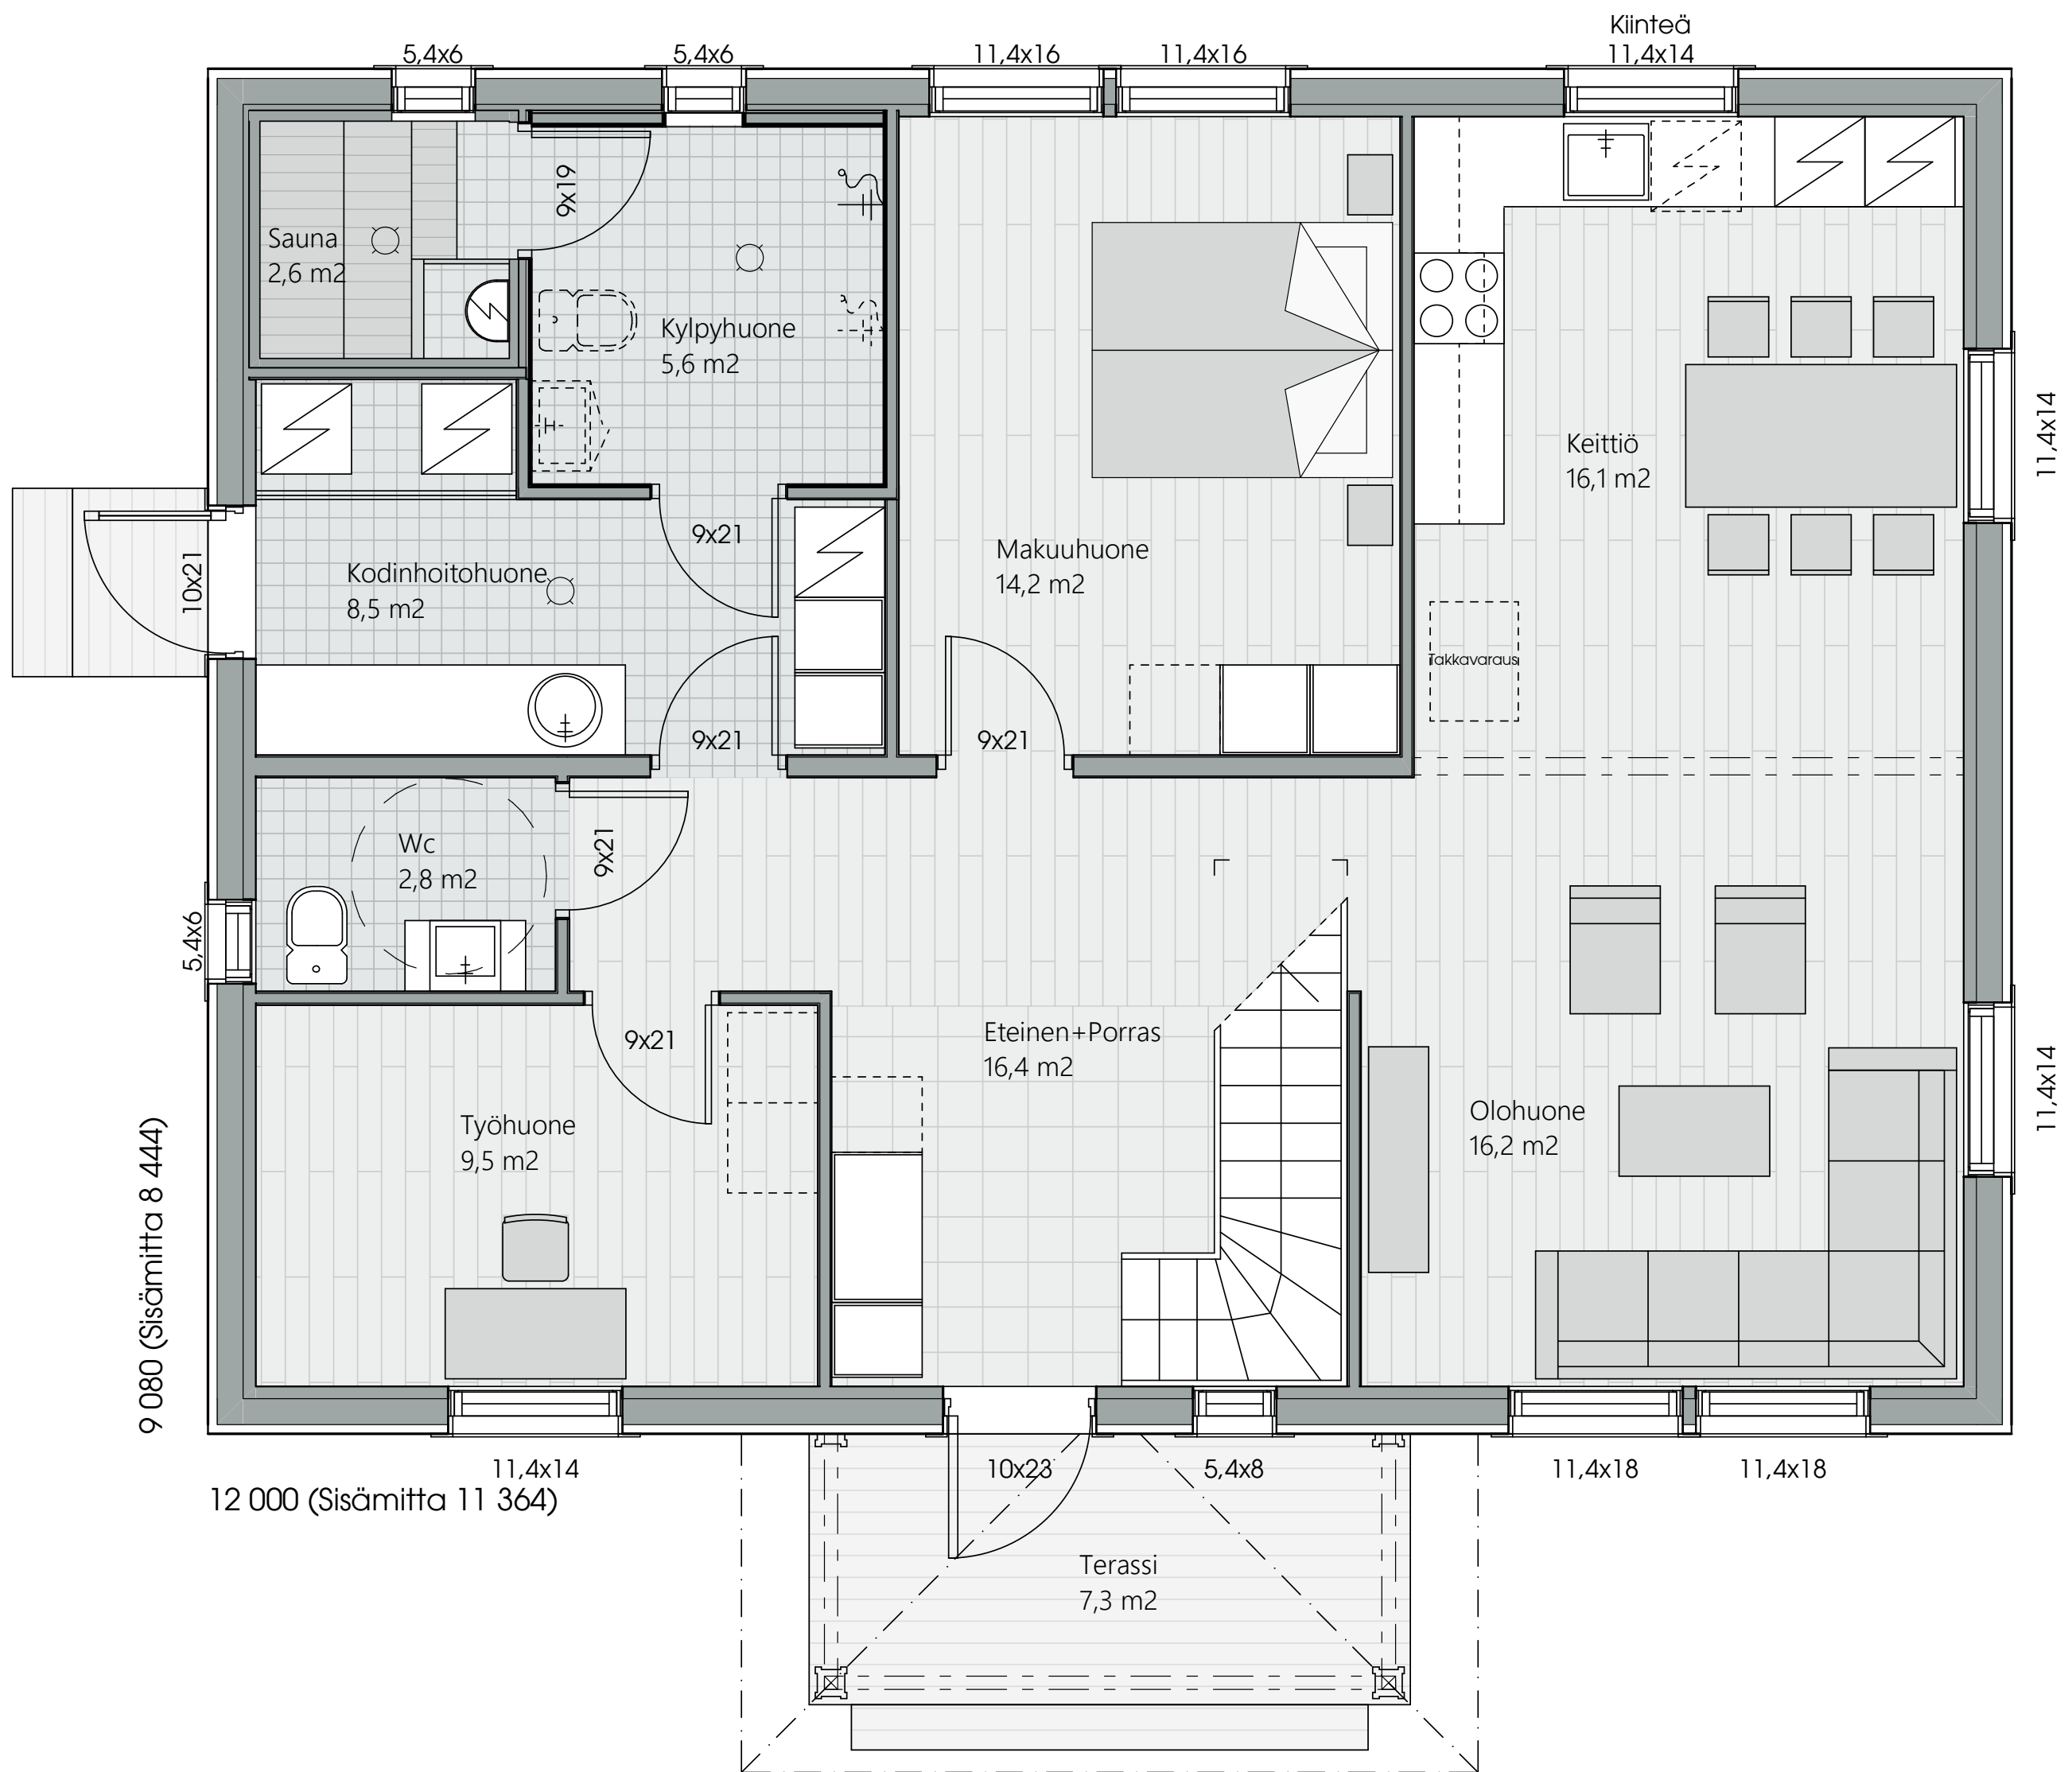 Kiinteä
5,4x6
5,4x6
11,4x16
11,4x16
11,4x14
9x19
Sauna
2,6 m2
Kylpyhuone
5,6 m2
Keittiö
16,1 m2
11,4x14
9x21
Makuuhuone
14,2 m2
10x21
Kodinhoitohuone
8,5 m2
Takkavaraus
9x21
9x21
Wc
2,8 m2
9x21
5,4x6
Eteinen+Porras
16,4 m2
9x21
Olohuone
16,2 m2
11,4x14
Työhuone
9,5 m2
9 080 (Sisämitta 8 444)
11,4x14
10x23
5,4x8
11,4x18
11,4x18
12 000 (Sisämitta 11 364)
Terassi
7,3 m2